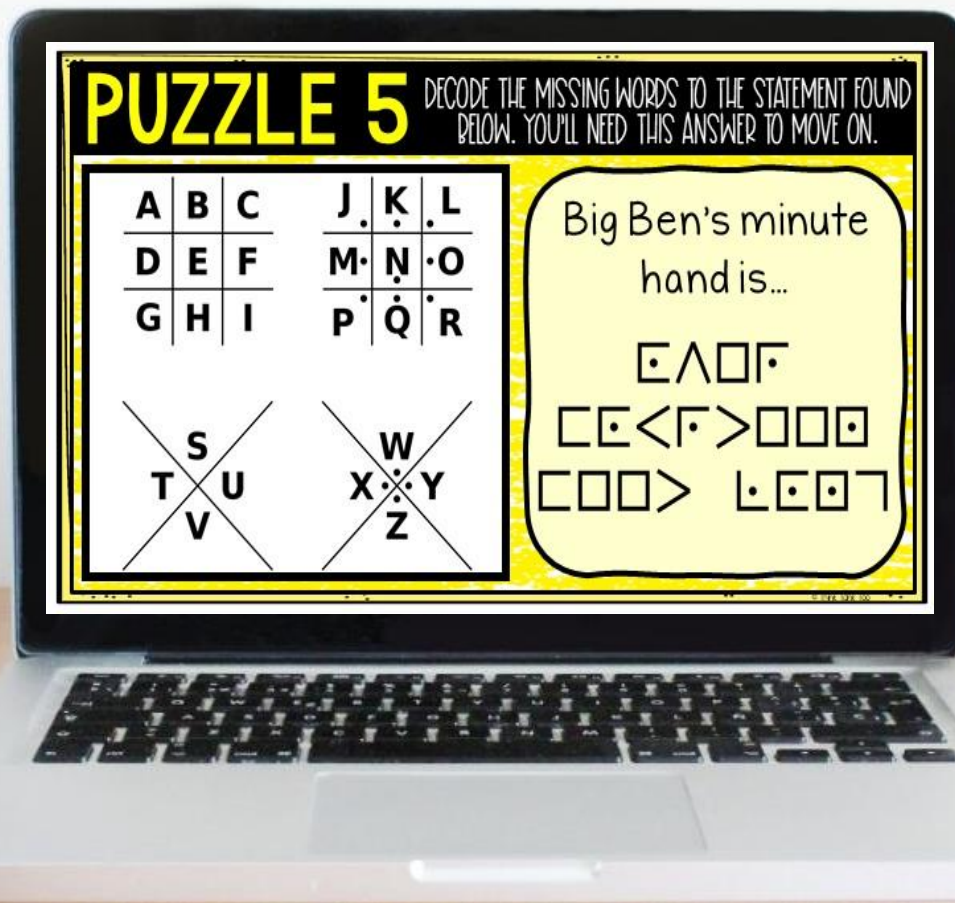 PUZZLE 5
DECODE THE MISSING WORDS TO THE STATEMENT FOUND
BELOW. YOU'LL NEED THIS ANSWER TO MOVE ON.
A B C
D E F
G H I
J K L
M N O
P Q R
S
T U
V
W
X Y
Z
Big Ben's minute
hand is...